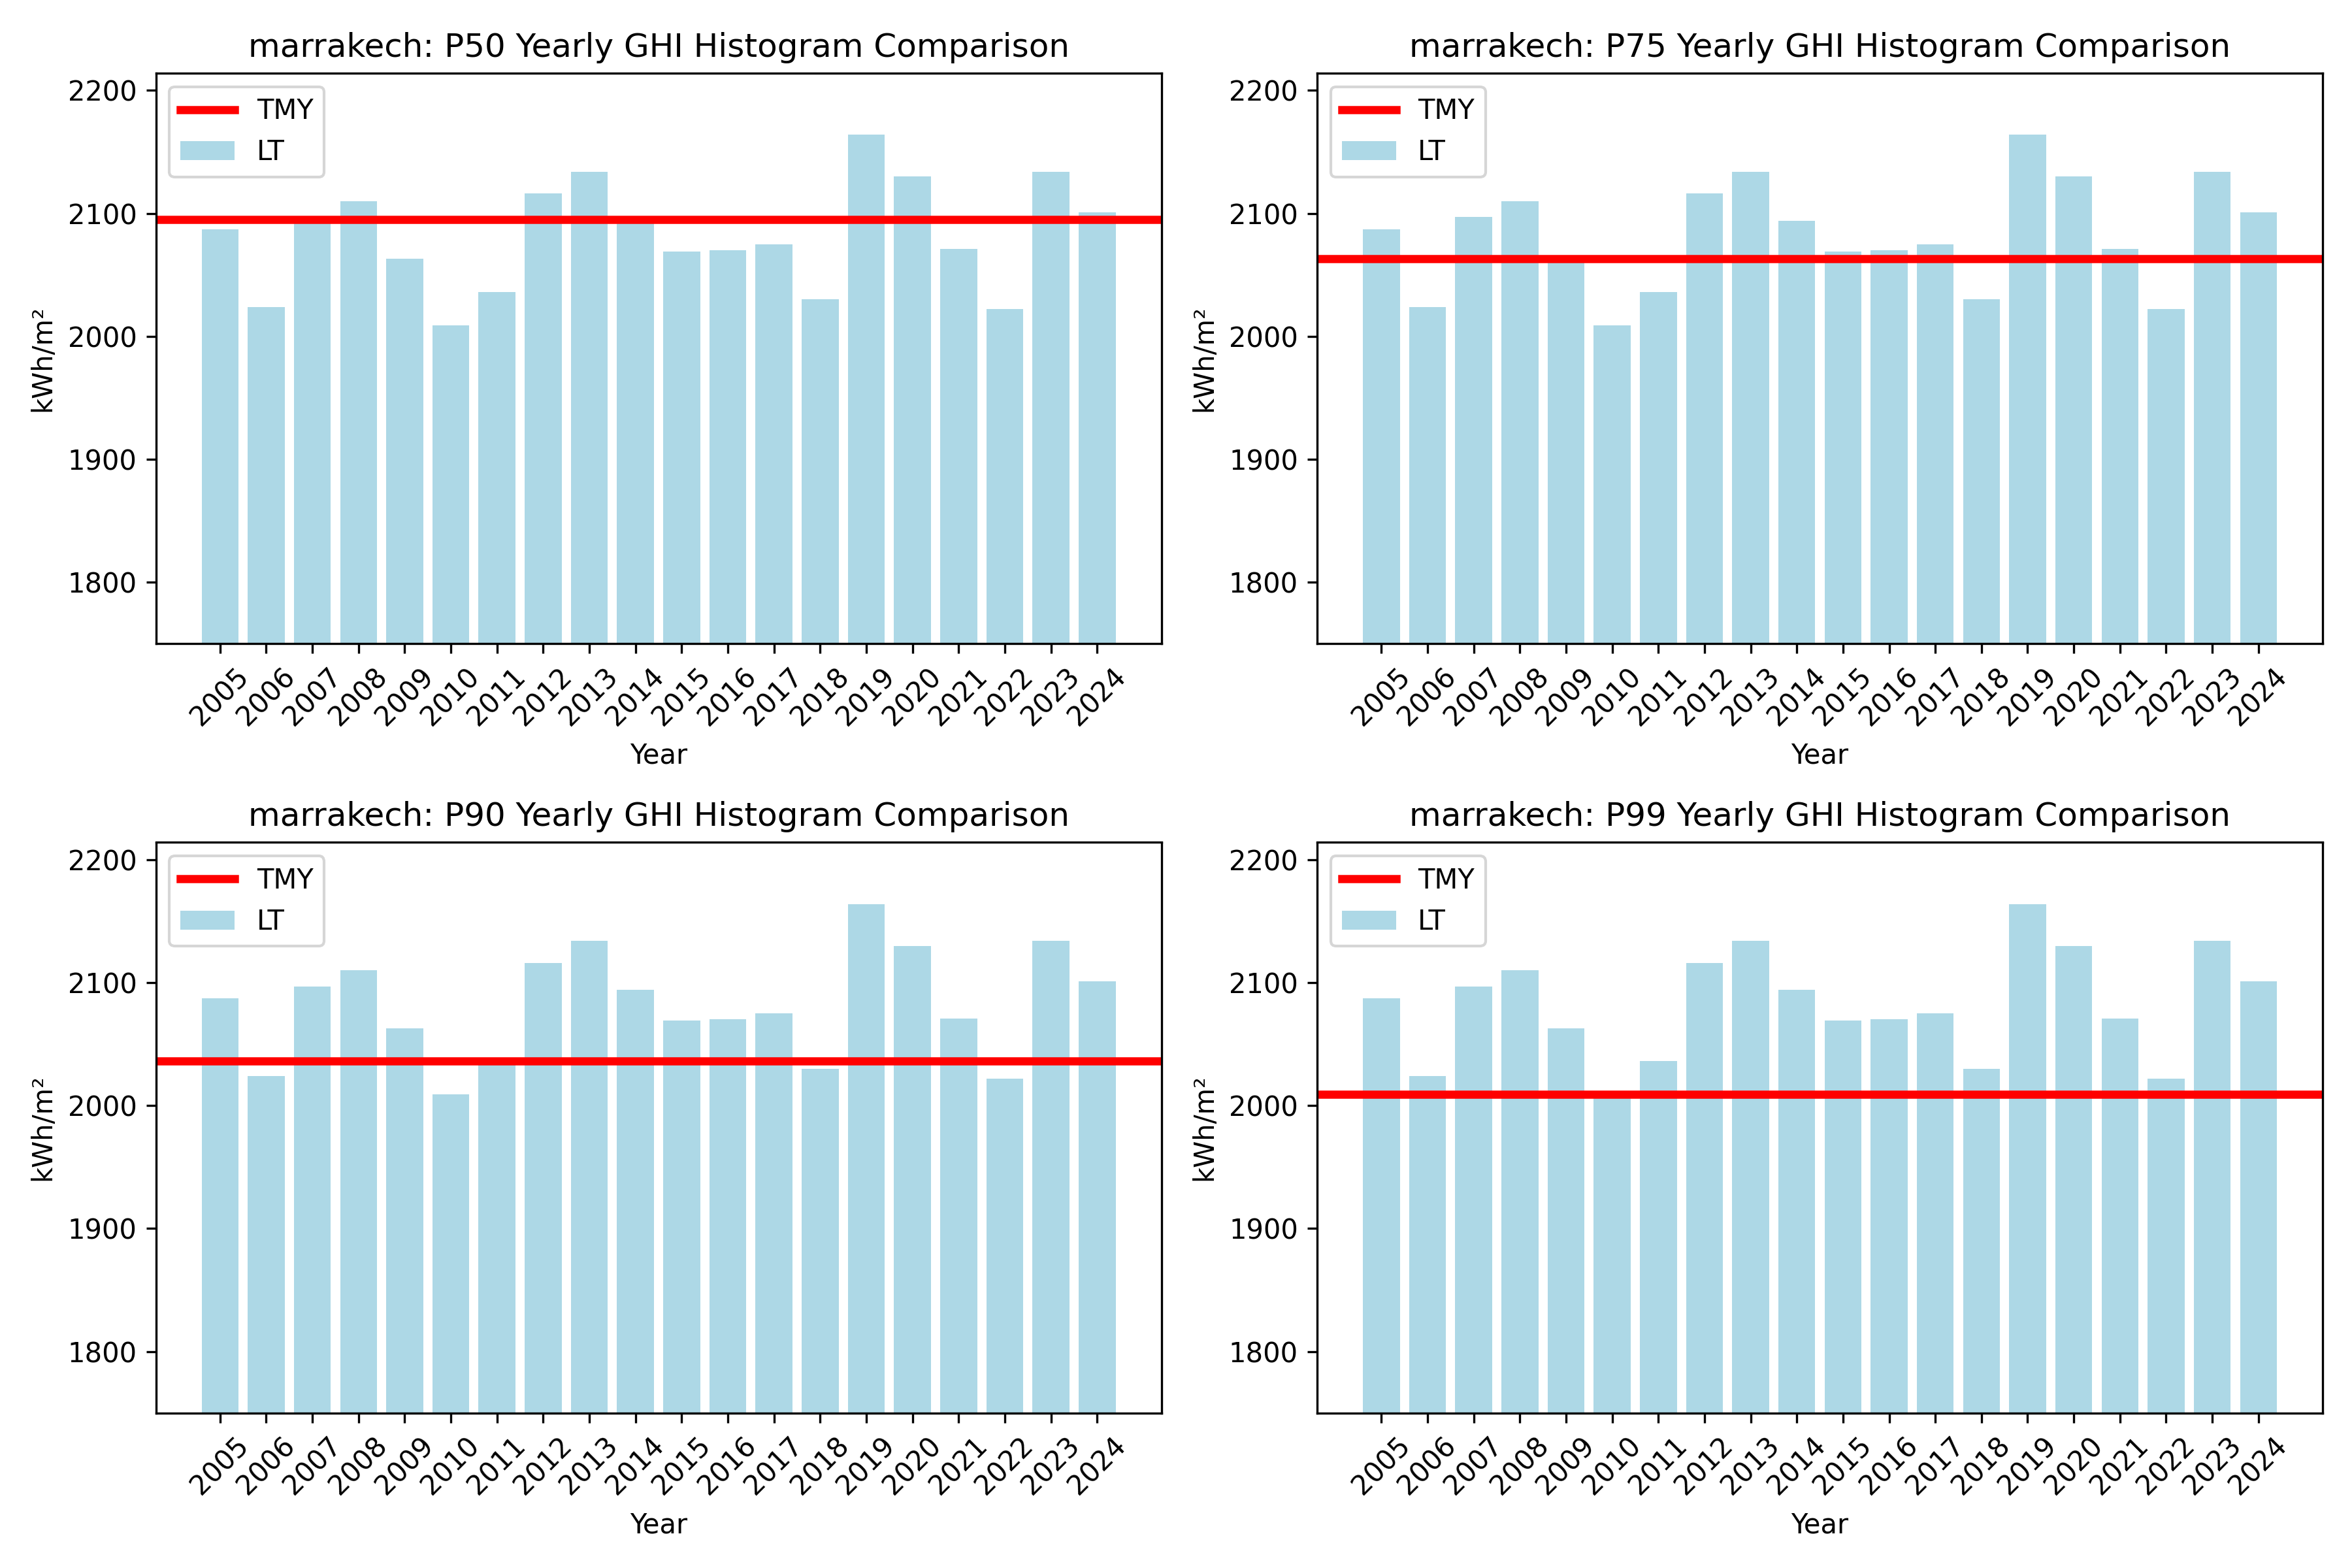 marrakech: P50 Yearly GHI Histogram Comparison
TMY
LT
2200
2100
2000
1900
1800
kWh/m²
2005 2006 2007 2008 2009 2010 2011 2012 2013 2014 2015 2016 2017 2018 2019 2020 2021 2022 2023 2024
Year
marrakech: P75 Yearly GHI Histogram Comparison
TMY
LT
2200
2100
2000
1900
1800
kWh/m²
2005 2006 2007 2008 2009 2010 2011 2012 2013 2014 2015 2016 2017 2018 2019 2020 2021 2022 2023 2024
Year
marrakech: P90 Yearly GHI Histogram Comparison
TMY
LT
2200
2100
2000
1900
1800
kWh/m²
2005 2006 2007 2008 2009 2010 2011 2012 2013 2014 2015 2016 2017 2018 2019 2020 2021 2022 2023 2024
Year
marrakech: P99 Yearly GHI Histogram Comparison
TMY
LT
2200
2100
2000
1900
1800
kWh/m²
2005 2006 2007 2008 2009 2010 2011 2012 2013 2014 2015 2016 2017 2018 2019 2020 2021 2022 2023 2024
Year